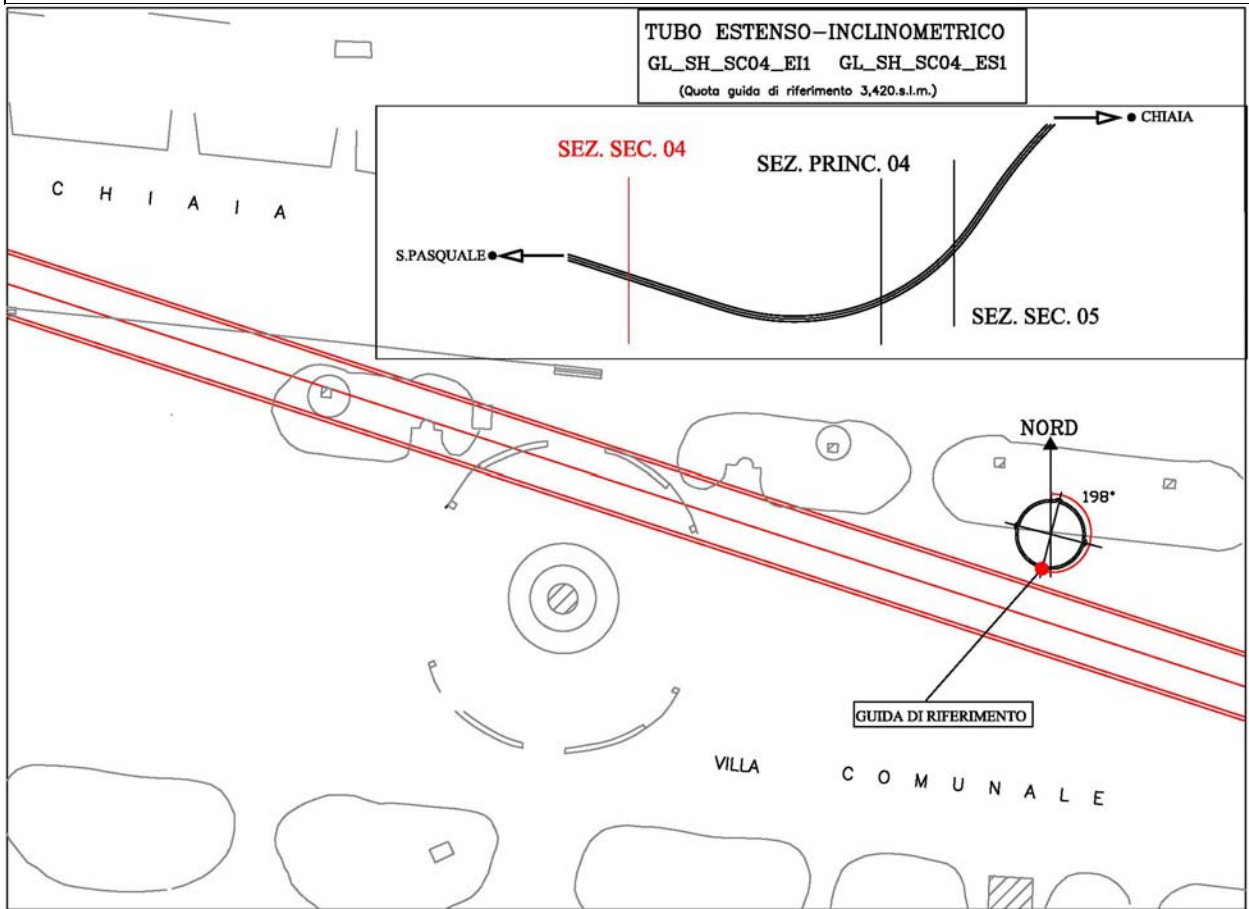 TUBO ESTENSO-INCLINOMETRICO
GL_SH_SC04_EI1 GL_SH_SC04_ES1
(Quota guida di riferimento 3,420.s.l.m.)
CHIAIA
SEZ. SEC. 04
SEZ. PRINC. 04
S.PASQUALE
SEZ. SEC. 05
C H I A I A
NORD
198°
GUIDA DI RIFERIMENTO
VILLA C O M U N A L E